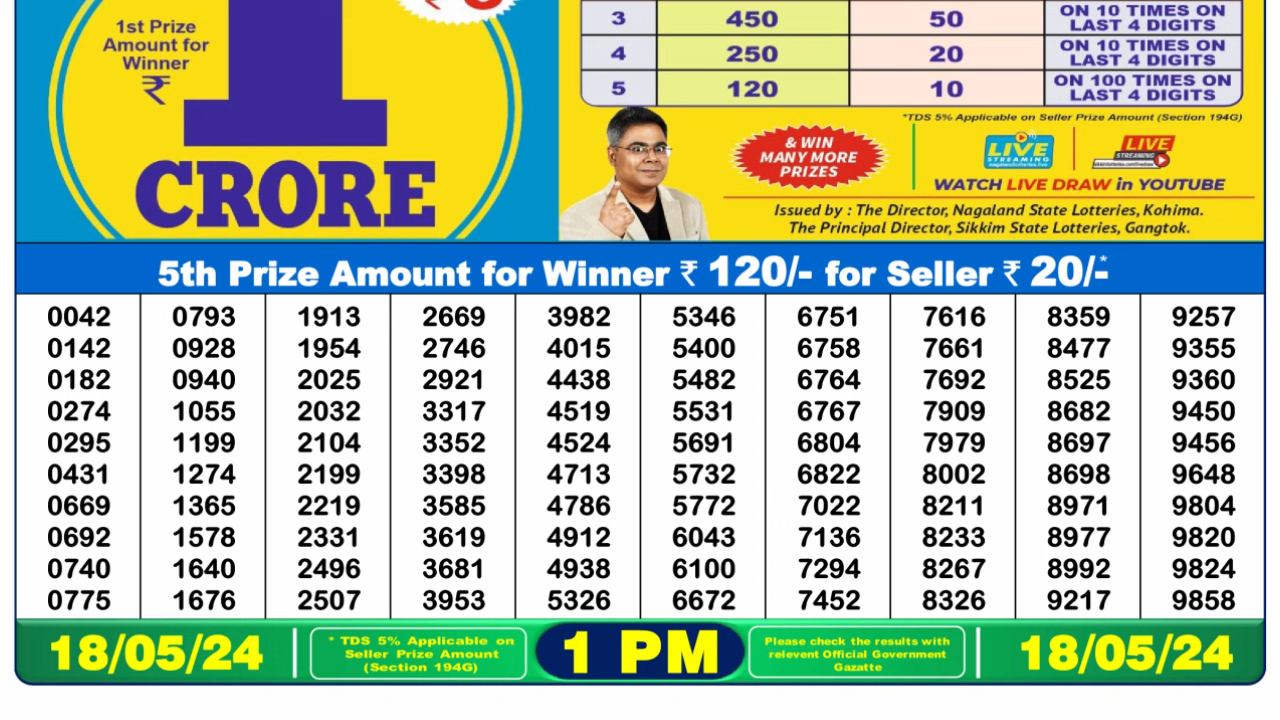 1st Prize
Amount for
Winner
₹
1
CRORE
3 450 50 ON 10 TIMES ON LAST 4 DIGITS
4 250 20 ON 10 TIMES ON LAST 4 DIGITS
5 120 10 ON 100 TIMES ON LAST 4 DIGITS
*TDS 5% Applicable on Seller Prize Amount (Section 194G)
& WIN
MANY MORE
PRIZES
LIVE
STREAMING
LIVE
STREAMING
WATCH LIVE DRAW in YOUTUBE
Issued by : The Director, Nagaland State Lotteries, Kohima.
The Principal Director, Sikkim State Lotteries, Gangtok.
5th Prize Amount for Winner ₹ 120/- for Seller ₹ 20/-*
0042 0793 1913 2669 3982 5346 6751 7616 8359 9257
0142 0928 1954 2746 4015 5400 6758 7661 8477 9355
0182 0940 2025 2921 4438 5482 6764 7692 8525 9360
0274 1055 2032 3317 4519 5531 6767 7909 8682 9450
0295 1199 2104 3352 4524 5691 6804 7979 8697 9456
0431 1274 2199 3398 4713 5732 6822 8002 8698 9648
0669 1365 2219 3585 4786 5772 7022 8211 8971 9804
0692 1578 2331 3619 4912 6043 7136 8233 8977 9820
0740 1640 2496 3681 4938 6100 7294 8267 8992 9824
0775 1676 2507 3953 5326 6672 7452 8326 9217 9858
18/05/24
* TDS 5% Applicable on
Seller Prize Amount
(Section 194G)
1 PM
Please check the results with
relevent Official Government
Gazatte
18/05/24